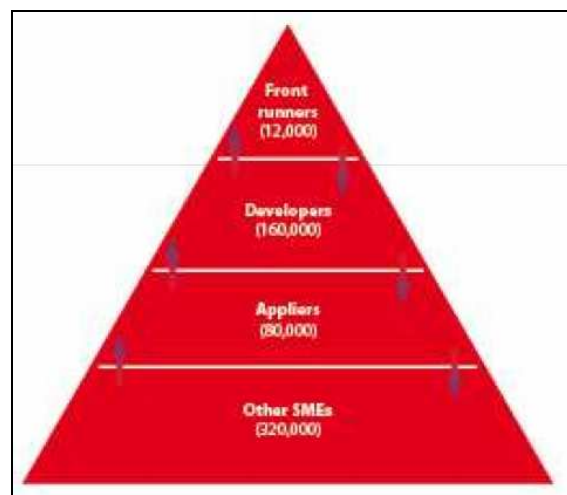 Front
runners
(12,000)
Developers
(160,000)
Appliers
(80,000)
Other SMEs
(320,000)